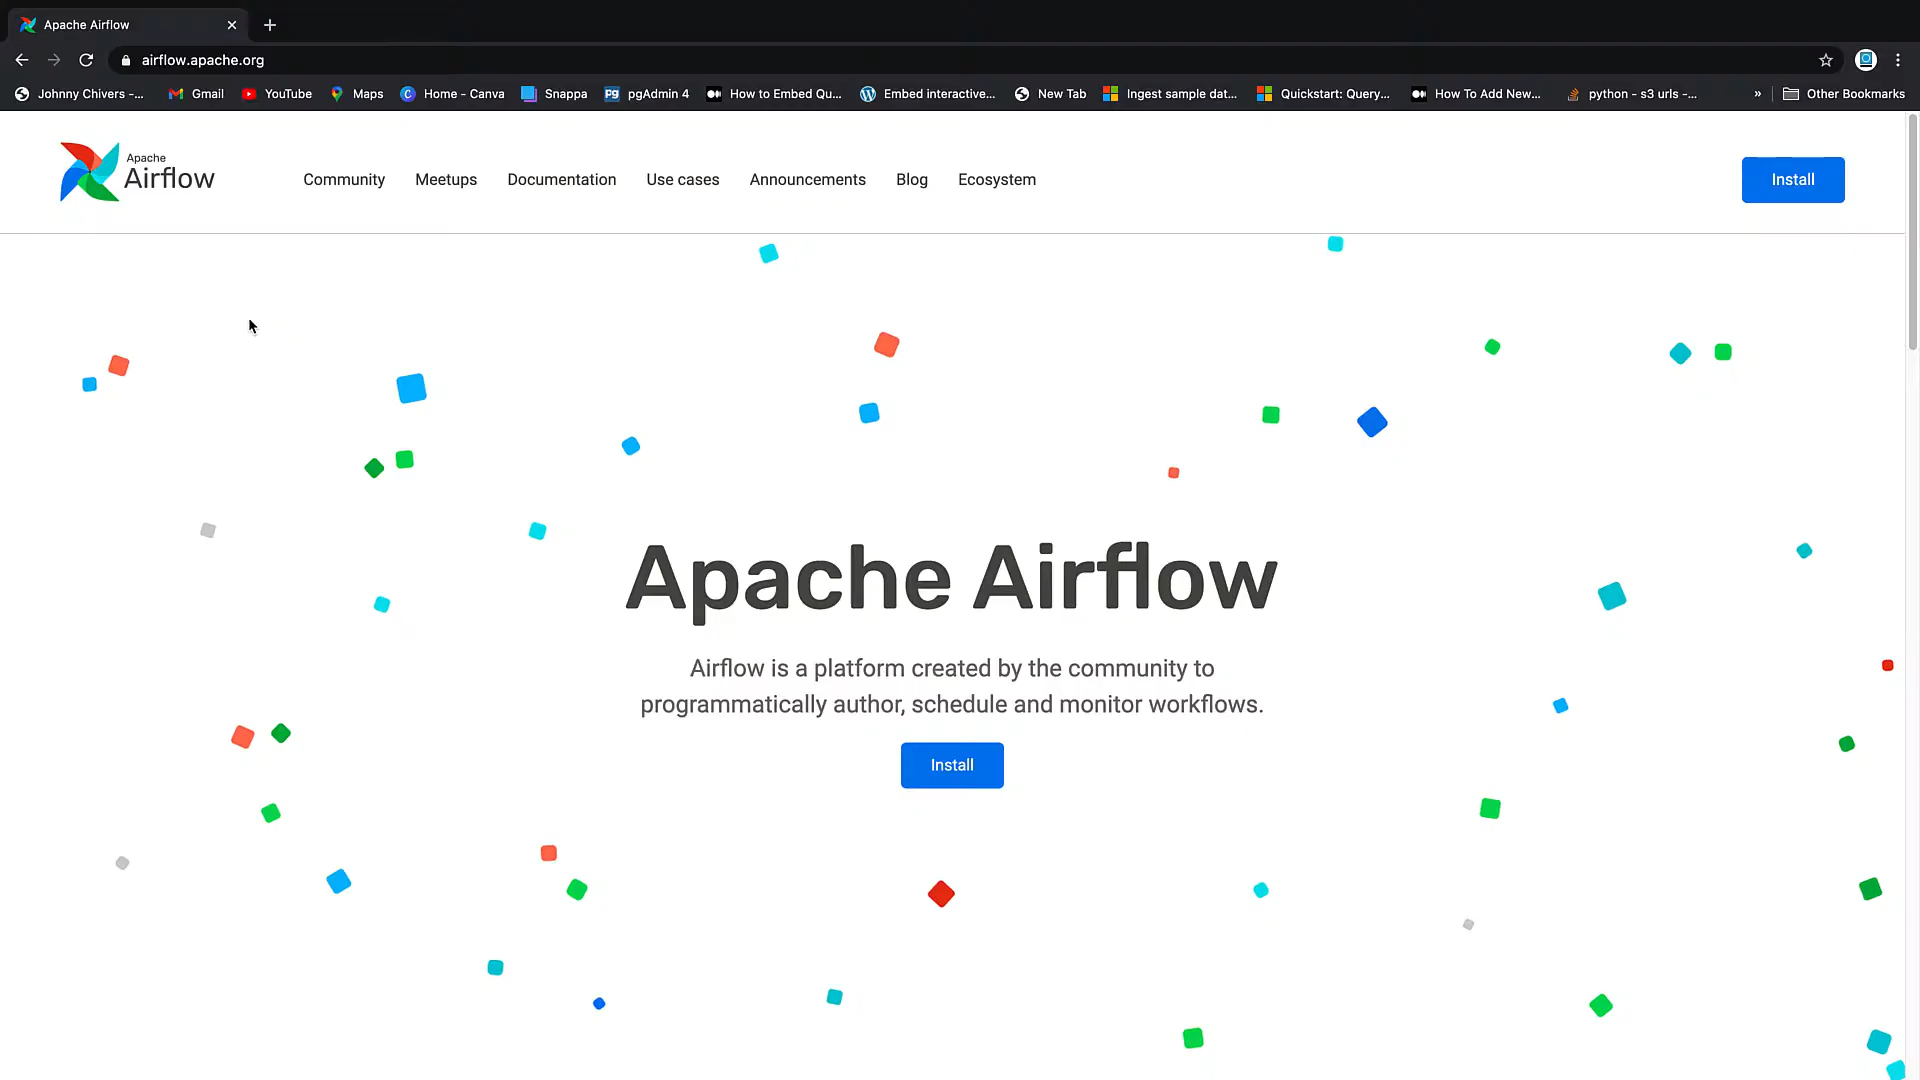 Apache Airflow
airflow.apache.org
Johnny Chivers -... Gmail YouTube Maps Home - Canva Snappa pgAdmin 4 How to Embed Qu... Embed interactive... New Tab Ingest sample dat... Quickstart: Query... How To Add New... python - s3 urls -... » Other Bookmarks
Apache
Airflow
Community Meetups Documentation Use cases Announcements Blog Ecosystem Install
Apache Airflow
Airflow is a platform created by the community to
programmatically author, schedule and monitor workflows.
Install